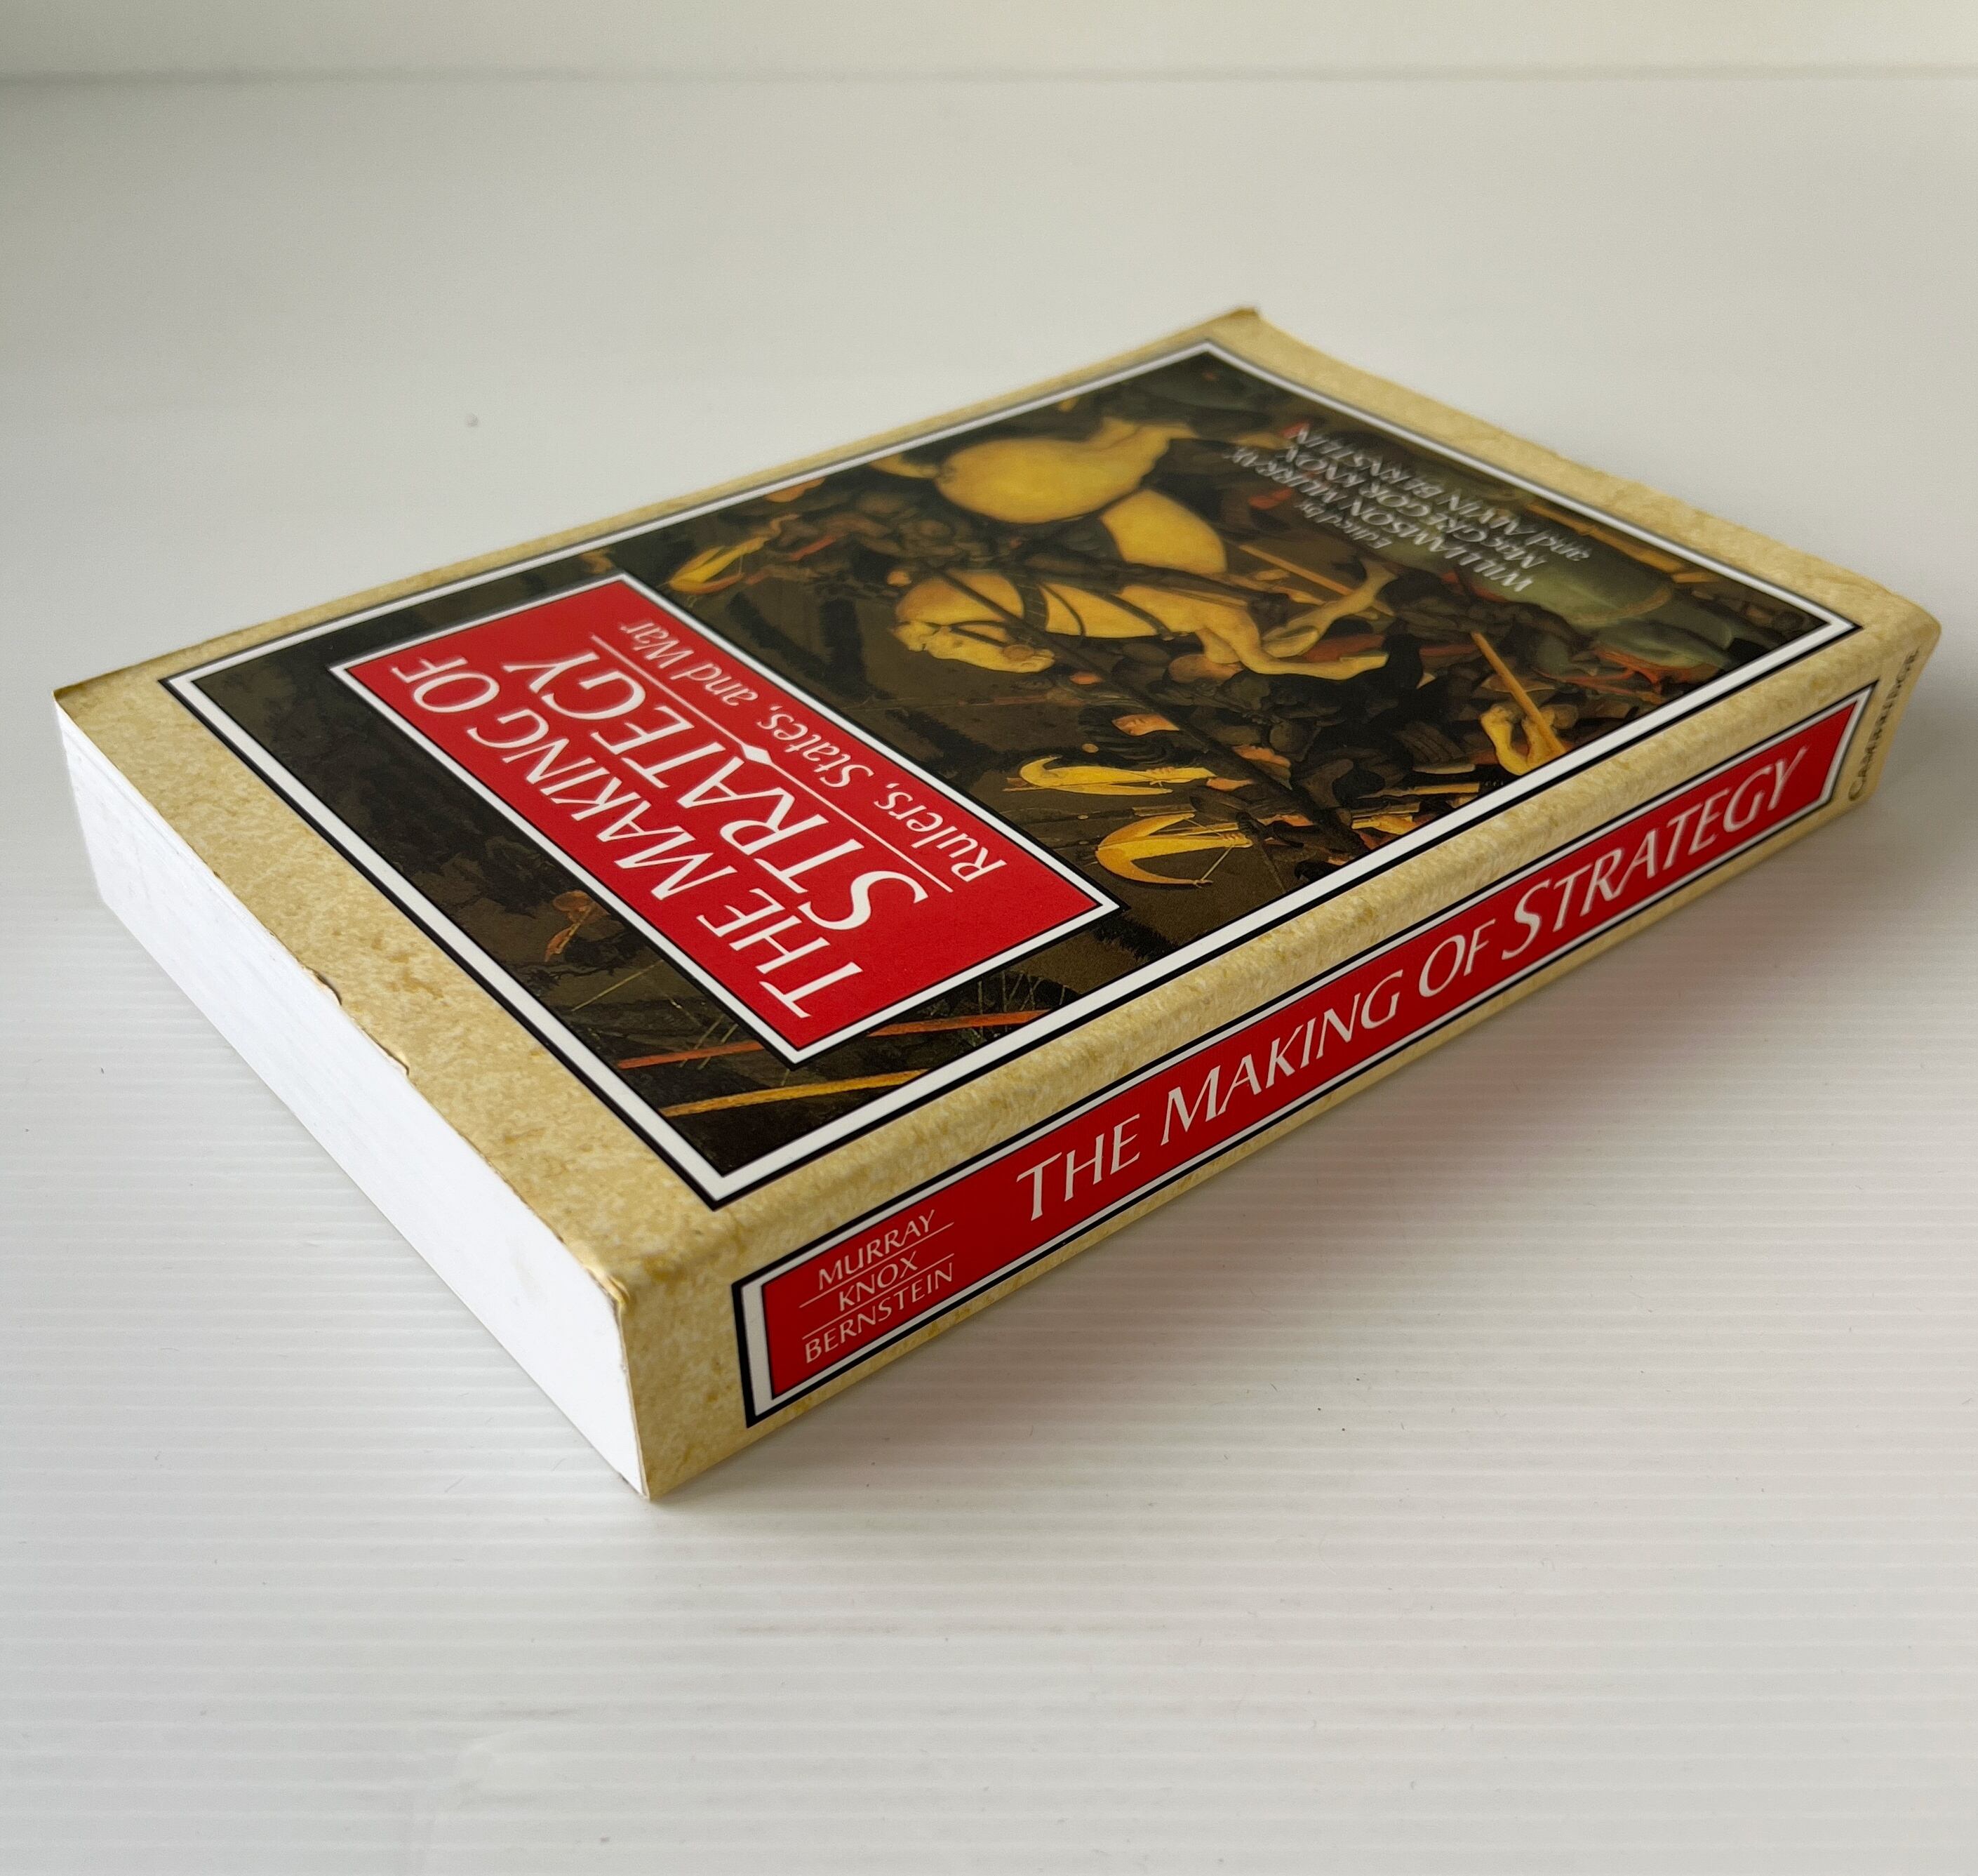 THE MAKING OF
STRATEGY
Rulers, States, and War
Edited by
WILLIAMSON MURRAY,
MACGREGOR KNOX,
and ALVIN BERNSTEIN
MURRAY
KNOX
BERNSTEIN
THE MAKING OF STRATEGY
CAMBRIDGE